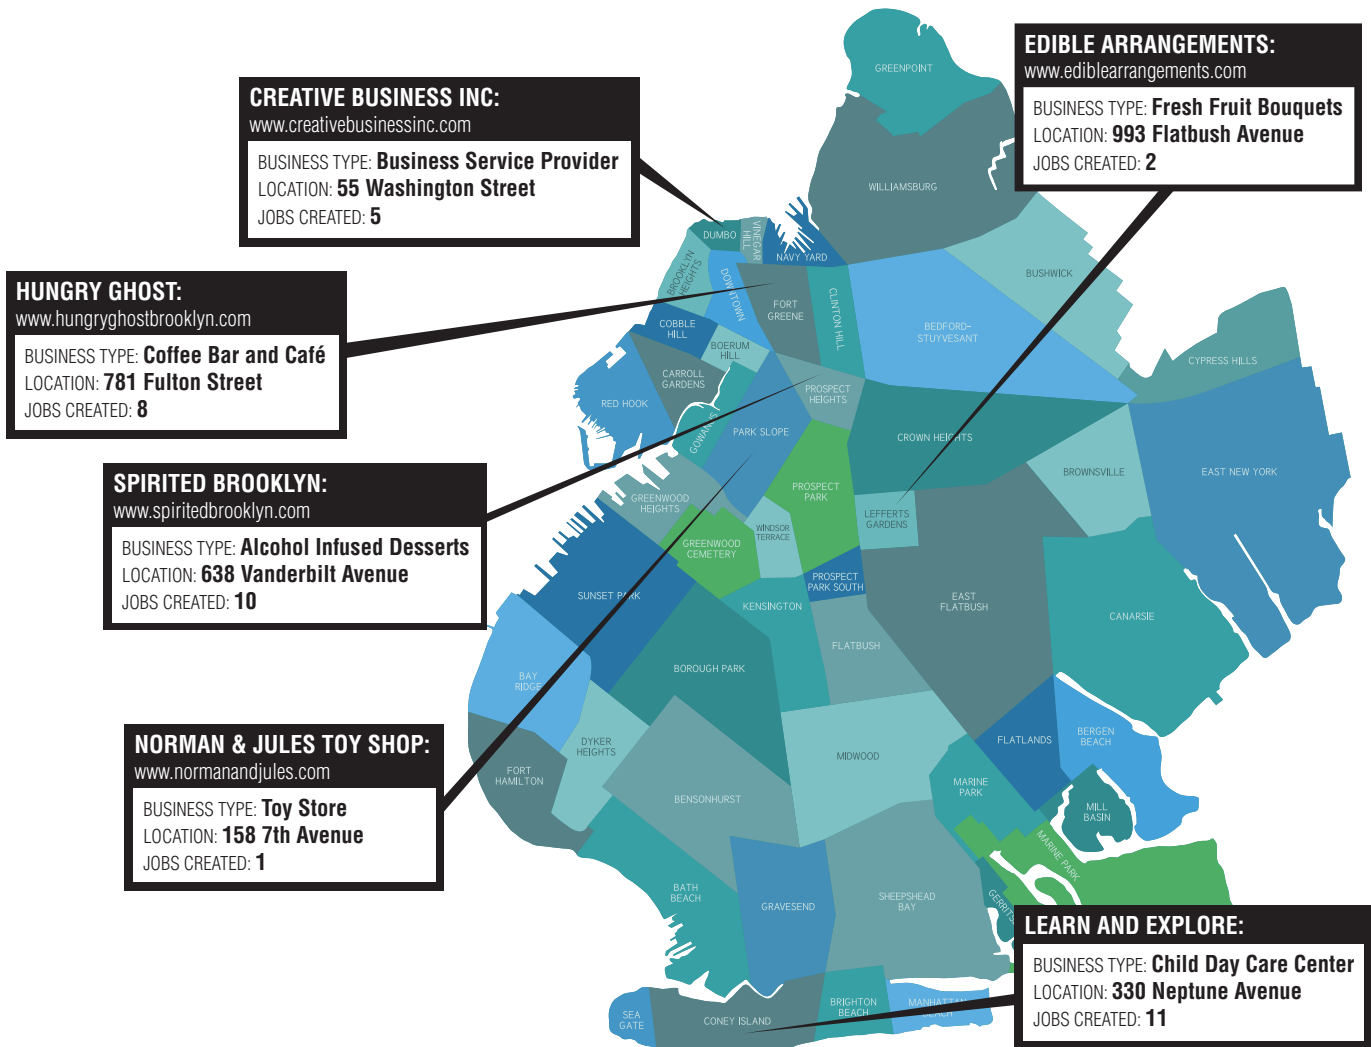 EDIBLE ARRANGEMENTS:
www.ediblearrangements.com
BUSINESS TYPE: Fresh Fruit Bouquets
LOCATION: 993 Flatbush Avenue
JOBS CREATED: 2
CREATIVE BUSINESS INC:
www.creativebusinessinc.com
BUSINESS TYPE: Business Service Provider
LOCATION: 55 Washington Street
JOBS CREATED: 5
HUNGRY GHOST:
www.hungryghostbrooklyn.com
BUSINESS TYPE: Coffee Bar and Café
LOCATION: 781 Fulton Street
JOBS CREATED: 8
SPIRITED BROOKLYN:
www.spiritedbrooklyn.com
BUSINESS TYPE: Alcohol Infused Desserts
LOCATION: 638 Vanderbilt Avenue
JOBS CREATED: 10
NORMAN & JULES TOY SHOP:
www.normanandjules.com
BUSINESS TYPE: Toy Store
LOCATION: 158 7th Avenue
JOBS CREATED: 1
LEARN AND EXPLORE:
BUSINESS TYPE: Child Day Care Center
LOCATION: 330 Neptune Avenue
JOBS CREATED: 11
GREENPOINT
WILLIAMSBURG
DUMBO
VINEGAR
HILL
NAVY YARD
BROOKLYN
HEIGHTS
DOWNTOWN
FORT
GREENE
CLINTON HILL
BEDFORD-
STUYVESANT
BUSHWICK
CYPRESS HILLS
COBBLE
HILL
BOERUM
HILL
CARROLL
GARDENS
RED HOOK
GOWANUS
PARK SLOPE
PROSPECT
HEIGHTS
CROWN HEIGHTS
BROWNSVILLE
EAST NEW YORK
GREENWOOD
HEIGHTS
PROSPECT
PARK
LEFFERTS
GARDENS
GREENWOOD
CEMETERY
WINDSOR
TERRACE
PROSPECT
PARK SOUTH
SUNSET PARK
KENSINGTON
EAST
FLATBUSH
CANARSIE
FLATBUSH
BOROUGH PARK
BAY
RIDGE
DYKER
HEIGHTS
FORT
HAMILTON
MIDWOOD
FLATLANDS
BERGEN
BEACH
MARINE
PARK
MILL
BASIN
MARINE PARK
BENSONHURST
BATH
BEACH
GRAVESEND
SHEEPSHEAD
BAY
GERRITS
SEA
GATE
CONEY ISLAND
BRIGHTON
BEACH
MANHATTAN
BEACH